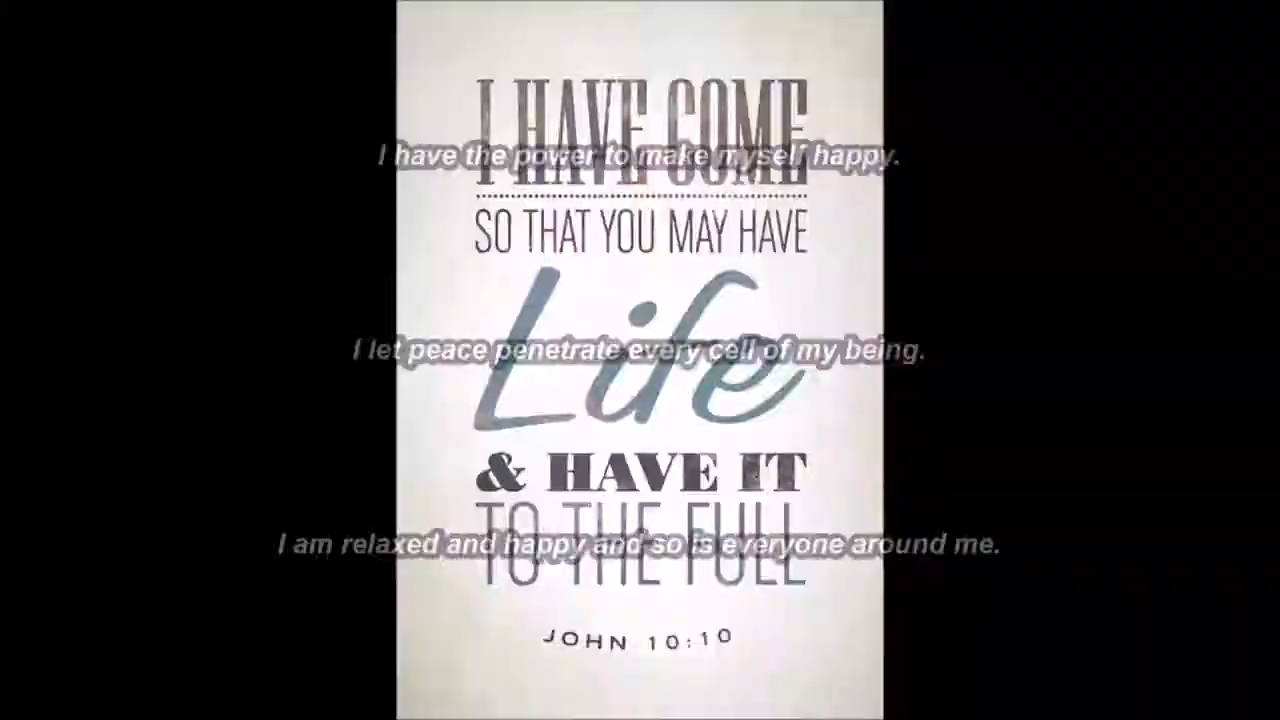 I HAVE COME
I have the power to make myself happy.
SO THAT YOU MAY HAVE
Life
I let peace penetrate every cell of my being.
& HAVE IT
TO THE FULL
I am relaxed and happy and so is everyone around me.
JOHN 10:10